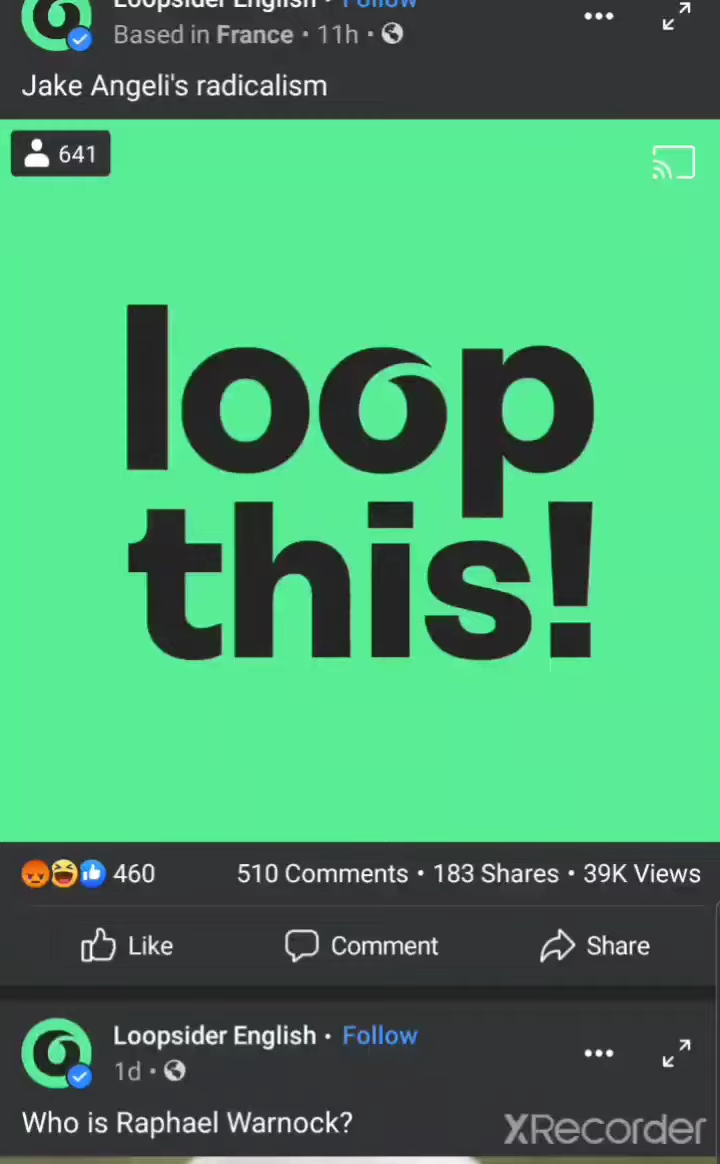 Loopsider English · Follow
Based in France · 11h ·
Jake Angeli's radicalism
641
loop
this!
460
510 Comments · 183 Shares · 39K Views
Like
Comment
Share
Loopsider English · Follow
1d ·
Who is Raphael Warnock?
XRecorder